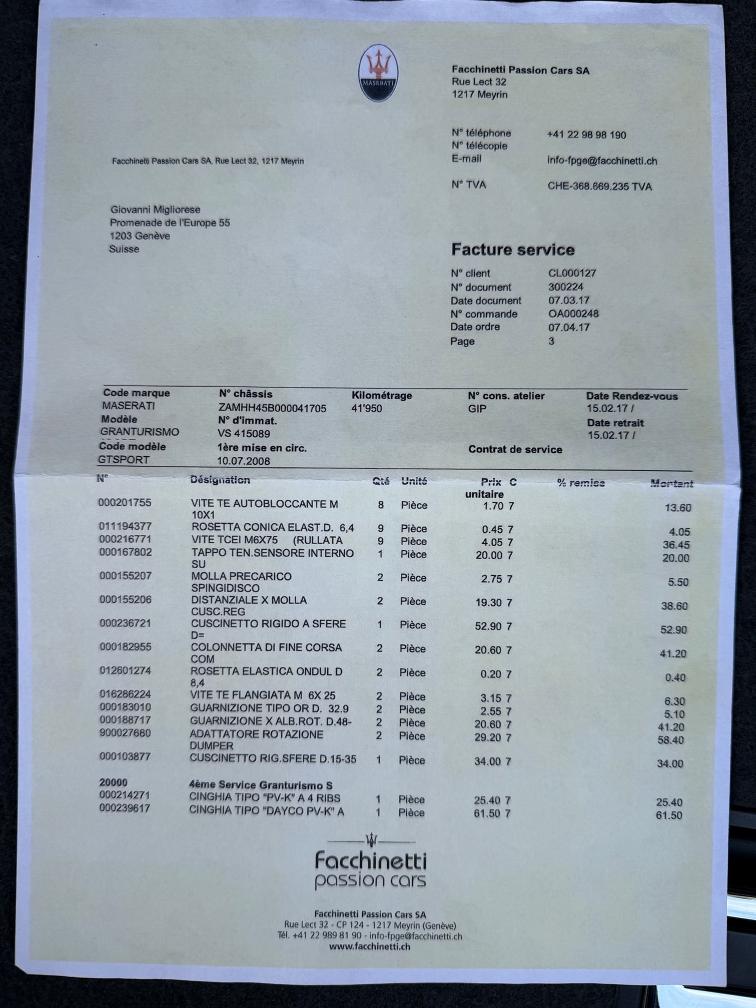 MASERATI
Facchinetti Passion Cars SA
Rue Lect 32
1217 Meyrin
N° téléphone +41 22 98 98 190
N° télécopie
E-mail info-fpge@facchinetti.ch
N° TVA CHE-368.669.235 TVA
Facchinetti Passion Cars SA, Rue Lect 32, 1217 Meyrin
Giovanni Migliorese
Promenade de l'Europe 55
1203 Genève
Suisse
Facture service
N° client CL000127
N° document 300224
Date document 07.03.17
N° commande OA000248
Date ordre 07.04.17
Page 3
Code marque N° châssis Kilométrage N° cons. atelier Date Rendez-vous
MASERATI ZAMHH45B000041705 41'950 GIP 15.02.17 /
Modèle N° d'immat. Date retrait
GRANTURISMO VS 415089 15.02.17 /
Code modèle 1ère mise en circ. Contrat de service
GTSPORT 10.07.2008
N° Désignation Qté Unité Prix C % remise Montant
unitaire
000201755 VITE TE AUTOBLOCCANTE M 8 Pièce 1.70 7 13.60
10X1
011194377 ROSETTA CONICA ELAST.D. 6,4 9 Pièce 0.45 7 4.05
000216771 VITE TCEI M6X75 (RULLATA 9 Pièce 4.05 7 36.45
000167802 TAPPO TEN.SENSORE INTERNO 1 Pièce 20.00 7 20.00
SU
000155207 MOLLA PRECARICO 2 Pièce 2.75 7 5.50
SPINGIDISCO
000155206 DISTANZIALE X MOLLA 2 Pièce 19.30 7 38.60
CUSC.REG
000236721 CUSCINETTO RIGIDO A SFERE 1 Pièce 52.90 7 52.90
D=
000182955 COLONNETTA DI FINE CORSA 2 Pièce 20.60 7 41.20
COM
012601274 ROSETTA ELASTICA ONDUL D 2 Pièce 0.20 7 0.40
8,4
016286224 VITE TE FLANGIATA M 6X 25 2 Pièce 3.15 7 6.30
000183010 GUARNIZIONE TIPO OR D. 32.9 2 Pièce 2.55 7 5.10
000188717 GUARNIZIONE X ALB.ROT. D.48- 2 Pièce 20.60 7 41.20
900027660 ADATTATORE ROTAZIONE 2 Pièce 29.20 7 58.40
DUMPER
000103877 CUSCINETTO RIG.SFERE D.15-35 1 Pièce 34.00 7 34.00
20000 4ème Service Granturismo S
000214271 CINGHIA TIPO "PV-K" A 4 RIBS 1 Pièce 25.40 7 25.40
000239617 CINGHIA TIPO "DAYCO PV-K" A 1 Pièce 61.50 7 61.50
Facchinetti
passion cars
Facchinetti Passion Cars SA
Rue Lect 32 - CP 124 - 1217 Meyrin (Genève)
Tél. +41 22 989 81 90 - info-fpge@facchinetti.ch
www.facchinetti.ch